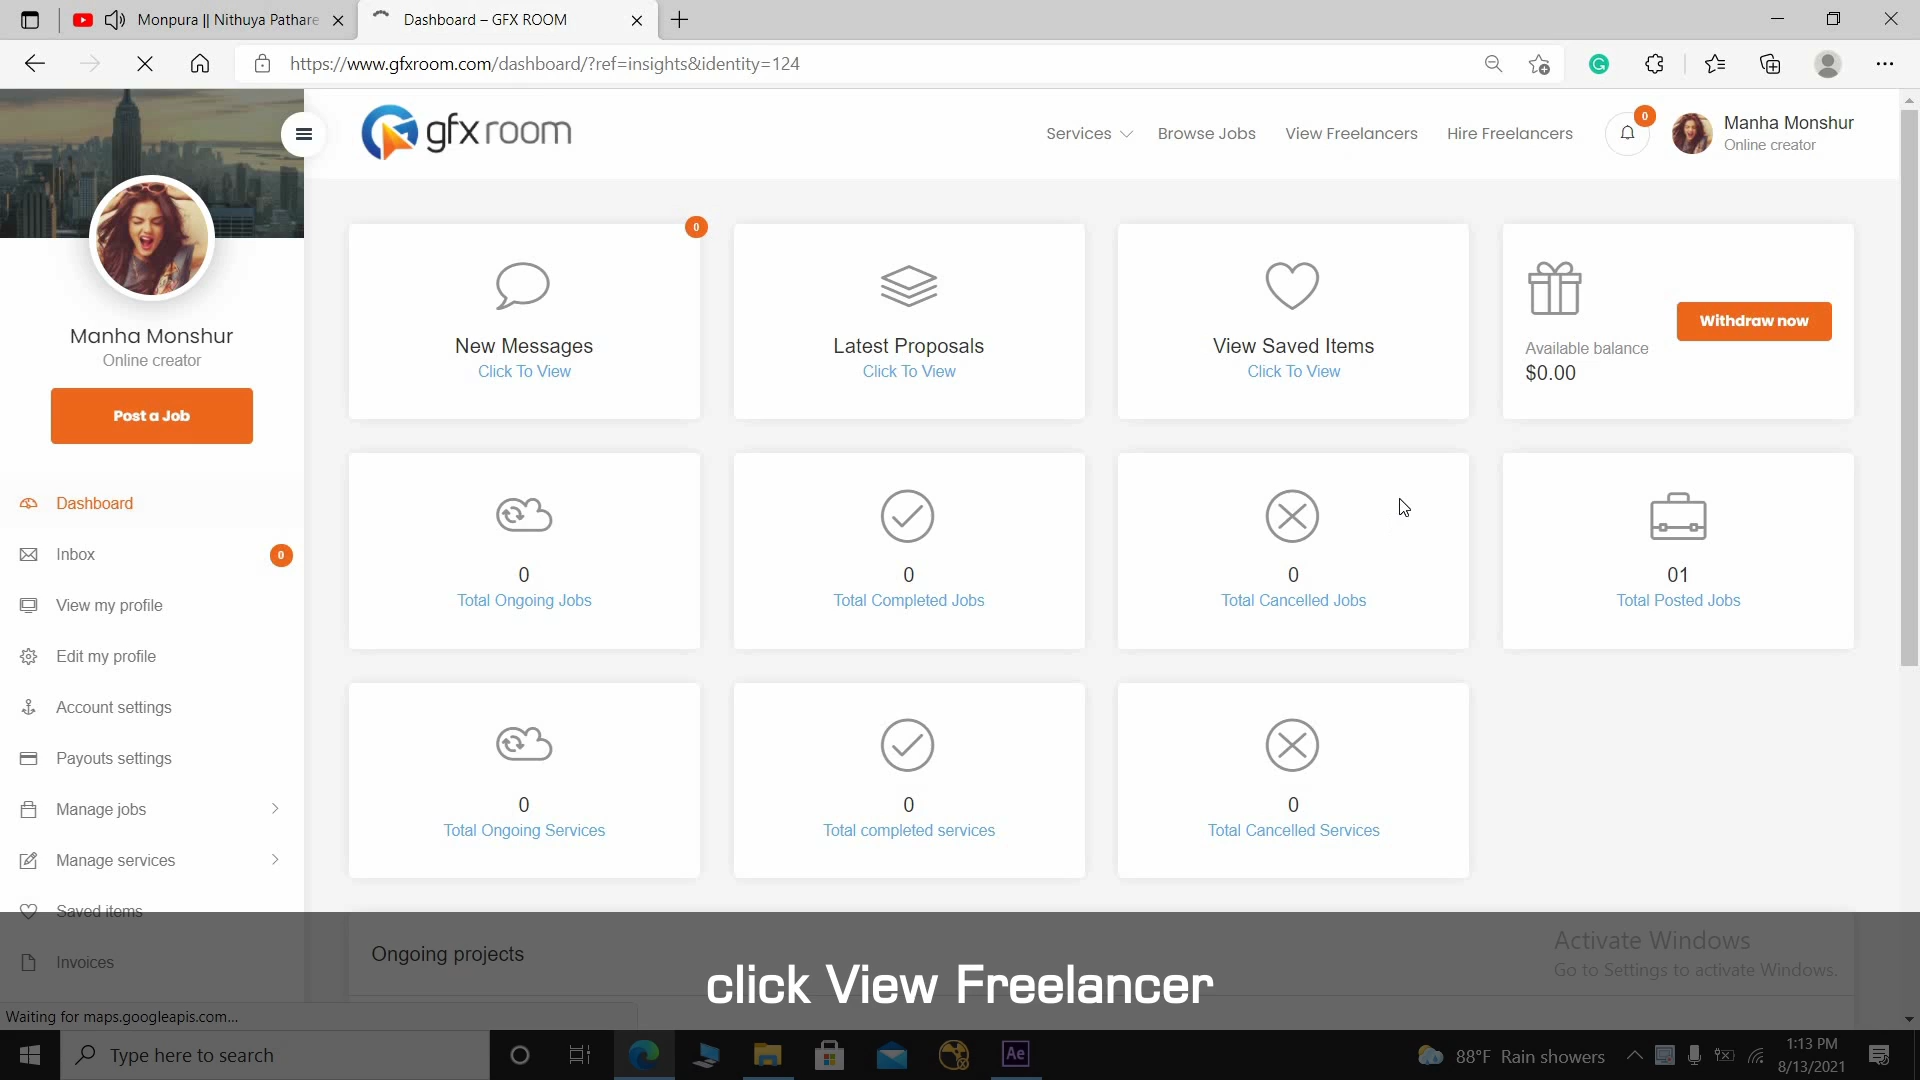 Monpura || Nithuya Pathare
Dashboard – GFX ROOM
https://www.gfxroom.com/dashboard/?ref=insights&identity=124
gfx room
Services
Browse Jobs
View Freelancers
Hire Freelancers
0
Manha Monshur
Online creator
Manha Monshur
Online creator
Post a Job
Dashboard
Inbox
0
View my profile
Edit my profile
Account settings
Payouts settings
Manage jobs
Manage services
Saved items
Invoices
0
New Messages
Click To View
Latest Proposals
Click To View
View Saved Items
Click To View
Withdraw now
Available balance
$0.00
0
Total Ongoing Jobs
0
Total Completed Jobs
0
Total Cancelled Jobs
01
Total Posted Jobs
0
Total Ongoing Services
0
Total completed services
0
Total Cancelled Services
Ongoing projects
Activate Windows
Go to Settings to activate Windows.
click View Freelancer
Waiting for maps.googleapis.com...
Type here to search
Ae
88°F Rain showers
1:13 PM
8/13/2021